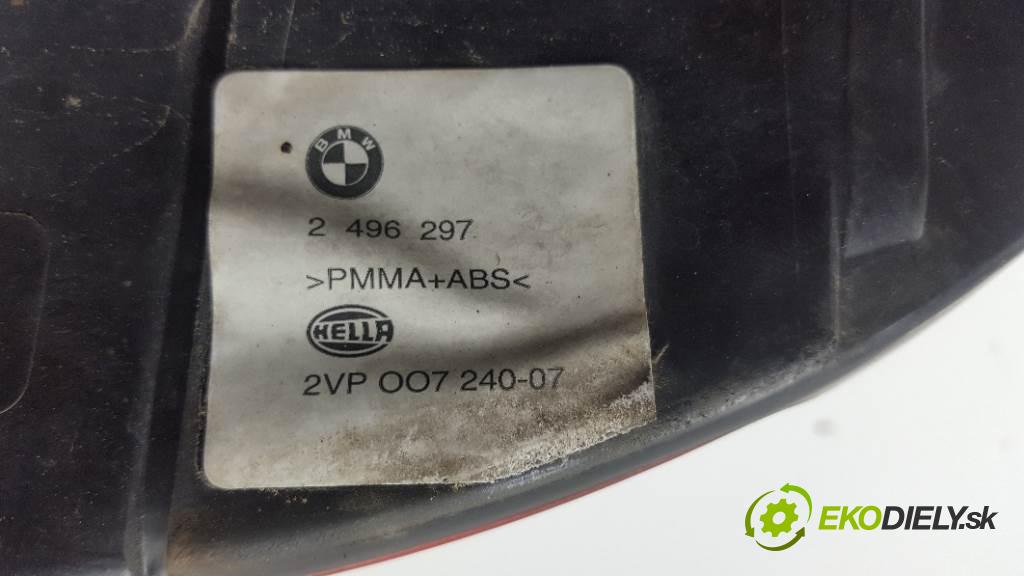 BMW
2 496 297
>PMMA+ABS<
HELLA
2VP 007 240-07
EKODIELY.sk